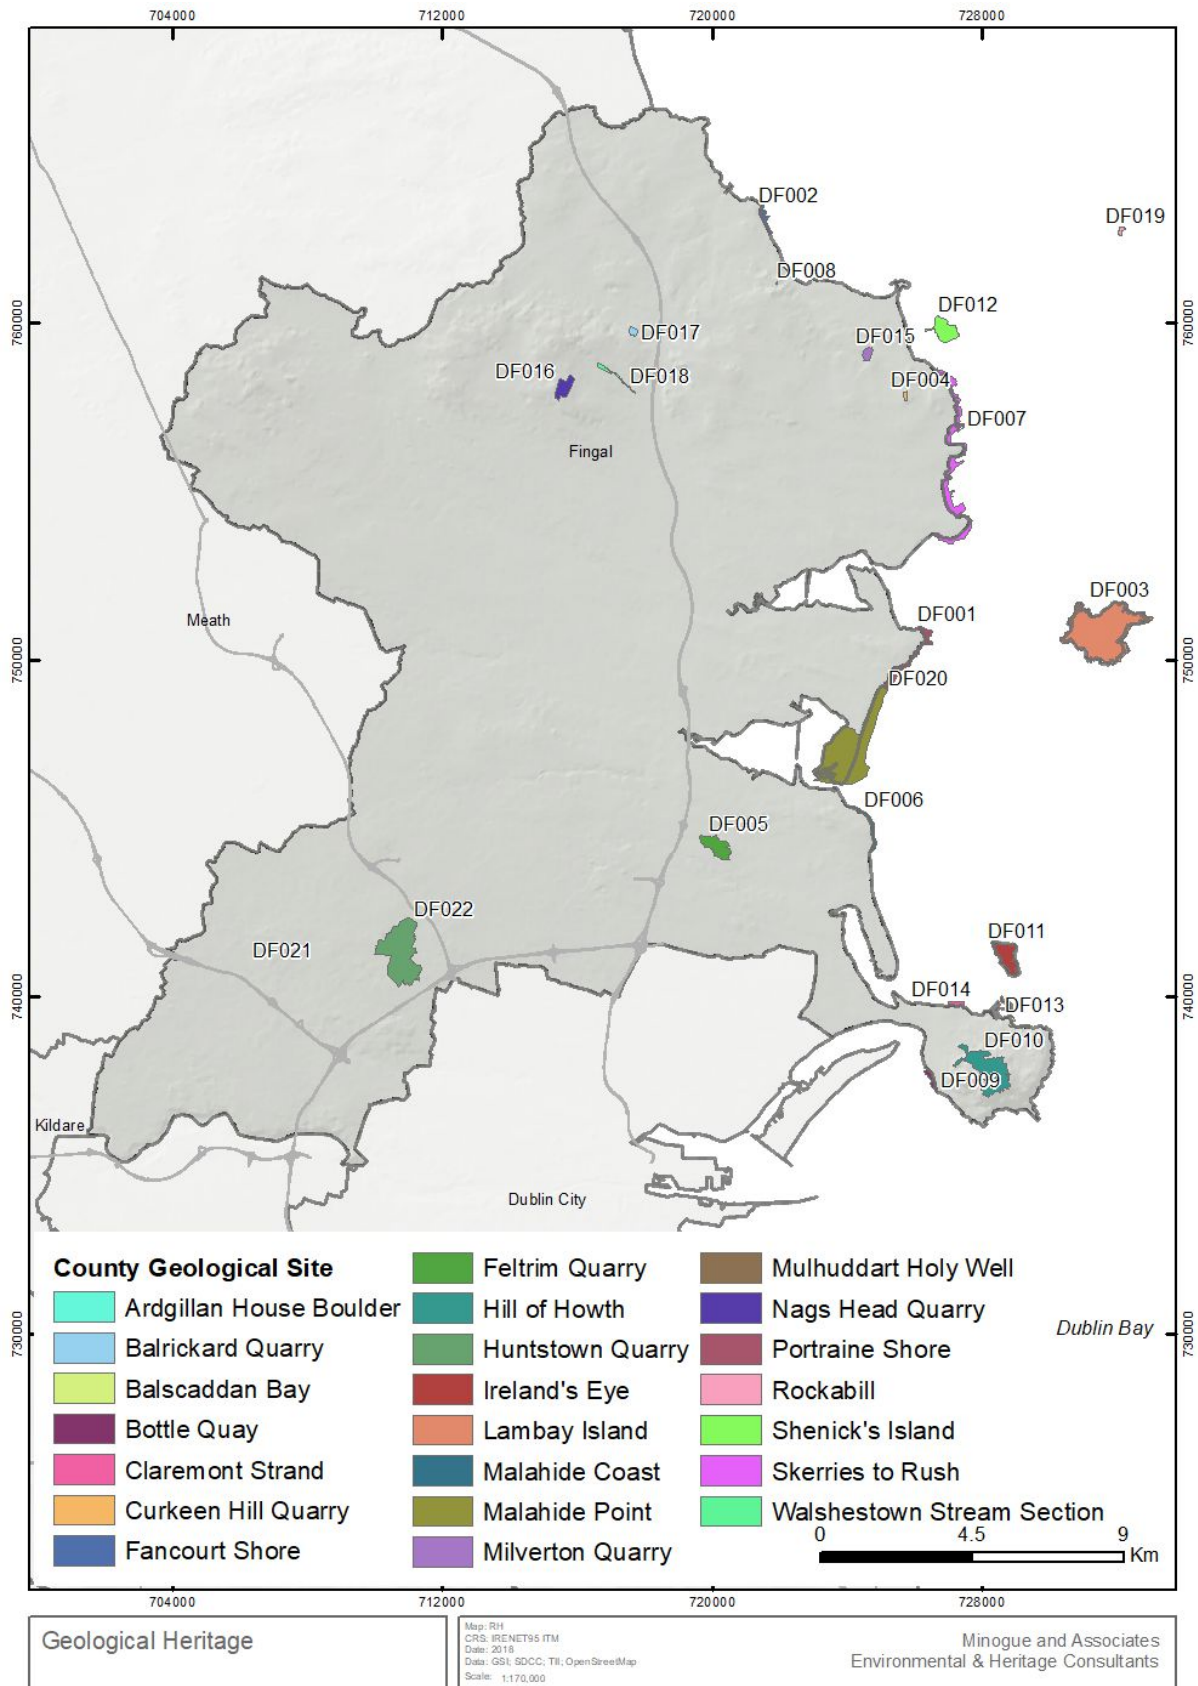 704000
712000
720000
728000
DF002
DF019
DF008
760000
760000
DF012
DF017
DF015
DF016
DF018
DF004
DF007
Fingal
DF003
DF001
Meath
750000
750000
DF020
DF006
DF005
DF022
DF021
DF011
DF014
740000
740000
DF013
DF010
DF009
Kildare
Dublin City
County Geological Site
Ardgillan House Boulder
Balrickard Quarry
Balscaddan Bay
Bottle Quay
Claremont Strand
Curkeen Hill Quarry
Fancourt Shore
Feltrim Quarry
Hill of Howth
Huntstown Quarry
Ireland's Eye
Lambay Island
Malahide Coast
Malahide Point
Milverton Quarry
Mulhuddart Holy Well
Nags Head Quarry
Portraine Shore
Rockabill
Shenick's Island
Skerries to Rush
Walshestown Stream Section
730000
730000
Dublin Bay
0 4.5 9
Km
704000
712000
720000
728000
Geological Heritage
Map: RH
CRS: IRENET95 ITM
Date: 2018
Data: GSI; SDCC; TII; OpenStreetMap
Scale: 1:170,000
Minogue and Associates
Environmental & Heritage Consultants